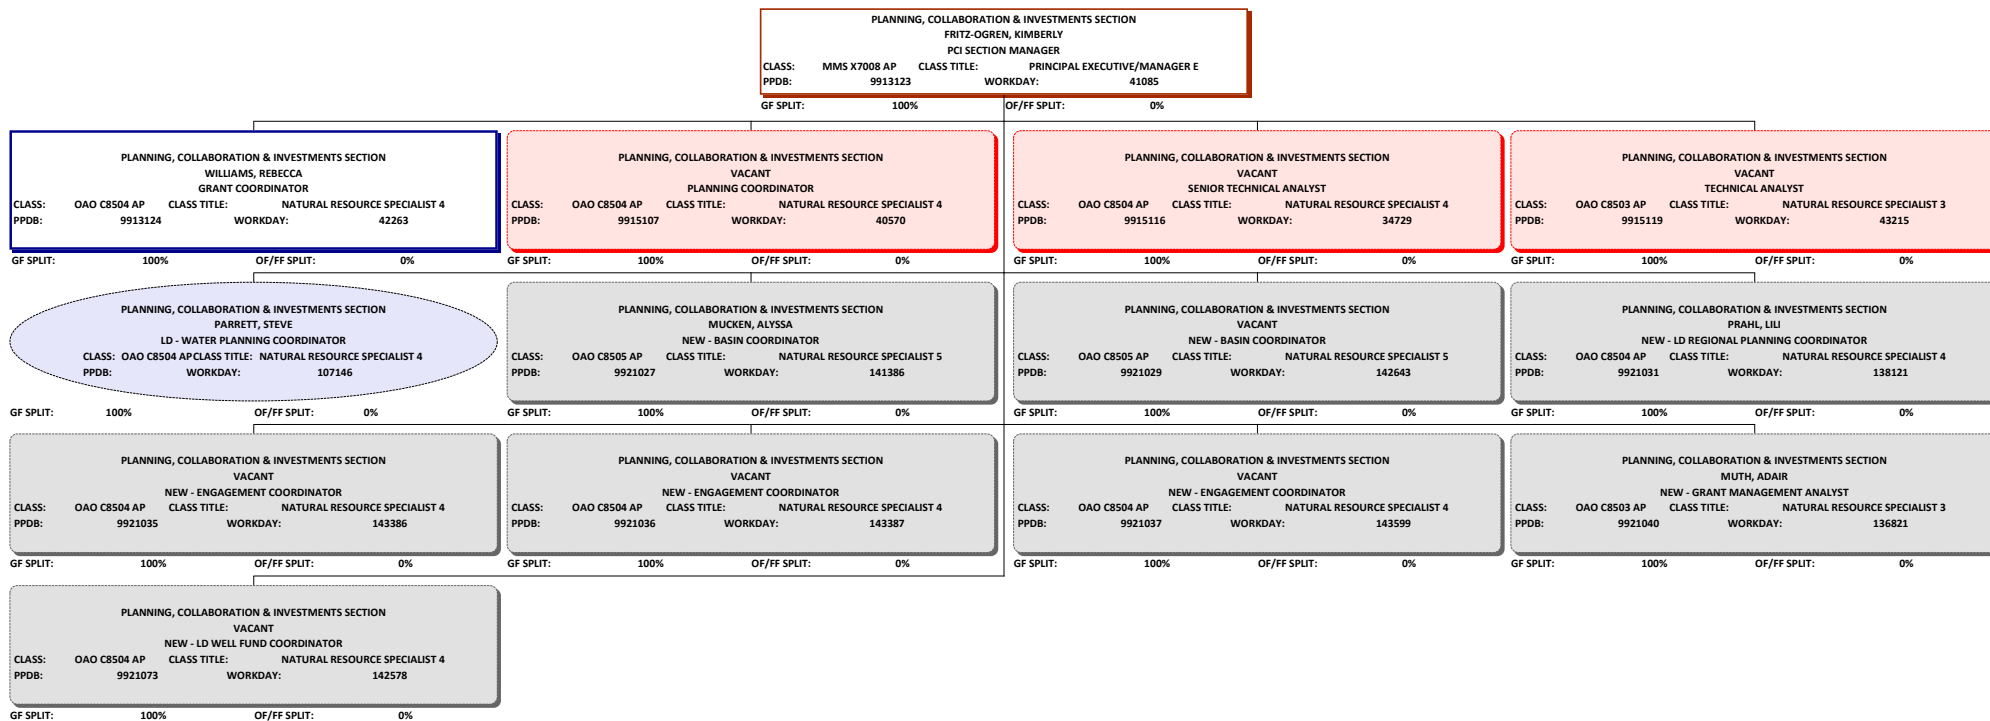 PLANNING, COLLABORATION & INVESTMENTS SECTION
FRITZ-OGREN, KIMBERLY
PCI SECTION MANAGER
CLASS: MMS X7008 AP CLASS TITLE: PRINCIPAL EXECUTIVE/MANAGER E
PPDB: 9913123 WORKDAY: 41085
GF SPLIT: 100% OF/FF SPLIT: 0%
PLANNING, COLLABORATION & INVESTMENTS SECTION
WILLIAMS, REBECCA
GRANT COORDINATOR
CLASS: OAO C8504 AP CLASS TITLE: NATURAL RESOURCE SPECIALIST 4
PPDB: 9913124 WORKDAY: 42263
GF SPLIT: 100% OF/FF SPLIT: 0%
PLANNING, COLLABORATION & INVESTMENTS SECTION
VACANT
PLANNING COORDINATOR
CLASS: OAO C8504 AP CLASS TITLE: NATURAL RESOURCE SPECIALIST 4
PPDB: 9915107 WORKDAY: 40570
GF SPLIT: 100% OF/FF SPLIT: 0%
PLANNING, COLLABORATION & INVESTMENTS SECTION
VACANT
SENIOR TECHNICAL ANALYST
CLASS: OAO C8504 AP CLASS TITLE: NATURAL RESOURCE SPECIALIST 4
PPDB: 9915116 WORKDAY: 34729
GF SPLIT: 100% OF/FF SPLIT: 0%
PLANNING, COLLABORATION & INVESTMENTS SECTION
VACANT
TECHNICAL ANALYST
CLASS: OAO C8503 AP CLASS TITLE: NATURAL RESOURCE SPECIALIST 3
PPDB: 9915119 WORKDAY: 43215
GF SPLIT: 100% OF/FF SPLIT: 0%
PLANNING, COLLABORATION & INVESTMENTS SECTION
PARRETT, STEVE
LD - WATER PLANNING COORDINATOR
CLASS: OAO C8504 AP CLASS TITLE: NATURAL RESOURCE SPECIALIST 4
PPDB: WORKDAY: 107146
GF SPLIT: 100% OF/FF SPLIT: 0%
PLANNING, COLLABORATION & INVESTMENTS SECTION
MUCKEN, ALYSSA
NEW - BASIN COORDINATOR
CLASS: OAO C8505 AP CLASS TITLE: NATURAL RESOURCE SPECIALIST 5
PPDB: 9921027 WORKDAY: 141386
GF SPLIT: 100% OF/FF SPLIT: 0%
PLANNING, COLLABORATION & INVESTMENTS SECTION
VACANT
NEW - BASIN COORDINATOR
CLASS: OAO C8505 AP CLASS TITLE: NATURAL RESOURCE SPECIALIST 5
PPDB: 9921029 WORKDAY: 142643
GF SPLIT: 100% OF/FF SPLIT: 0%
PLANNING, COLLABORATION & INVESTMENTS SECTION
PRAHL, LILI
NEW - LD REGIONAL PLANNING COORDINATOR
CLASS: OAO C8504 AP CLASS TITLE: NATURAL RESOURCE SPECIALIST 4
PPDB: 9921031 WORKDAY: 138121
GF SPLIT: 100% OF/FF SPLIT: 0%
PLANNING, COLLABORATION & INVESTMENTS SECTION
VACANT
NEW - ENGAGEMENT COORDINATOR
CLASS: OAO C8504 AP CLASS TITLE: NATURAL RESOURCE SPECIALIST 4
PPDB: 9921035 WORKDAY: 143386
GF SPLIT: 100% OF/FF SPLIT: 0%
PLANNING, COLLABORATION & INVESTMENTS SECTION
VACANT
NEW - ENGAGEMENT COORDINATOR
CLASS: OAO C8504 AP CLASS TITLE: NATURAL RESOURCE SPECIALIST 4
PPDB: 9921036 WORKDAY: 143387
GF SPLIT: 100% OF/FF SPLIT: 0%
PLANNING, COLLABORATION & INVESTMENTS SECTION
VACANT
NEW - ENGAGEMENT COORDINATOR
CLASS: OAO C8504 AP CLASS TITLE: NATURAL RESOURCE SPECIALIST 4
PPDB: 9921037 WORKDAY: 143599
GF SPLIT: 100% OF/FF SPLIT: 0%
PLANNING, COLLABORATION & INVESTMENTS SECTION
MUTH, ADAIR
NEW - GRANT MANAGEMENT ANALYST
CLASS: OAO C8503 AP CLASS TITLE: NATURAL RESOURCE SPECIALIST 3
PPDB: 9921040 WORKDAY: 136821
GF SPLIT: 100% OF/FF SPLIT: 0%
PLANNING, COLLABORATION & INVESTMENTS SECTION
VACANT
NEW - LD WELL FUND COORDINATOR
CLASS: OAO C8504 AP CLASS TITLE: NATURAL RESOURCE SPECIALIST 4
PPDB: 9921073 WORKDAY: 142578
GF SPLIT: 100% OF/FF SPLIT: 0%